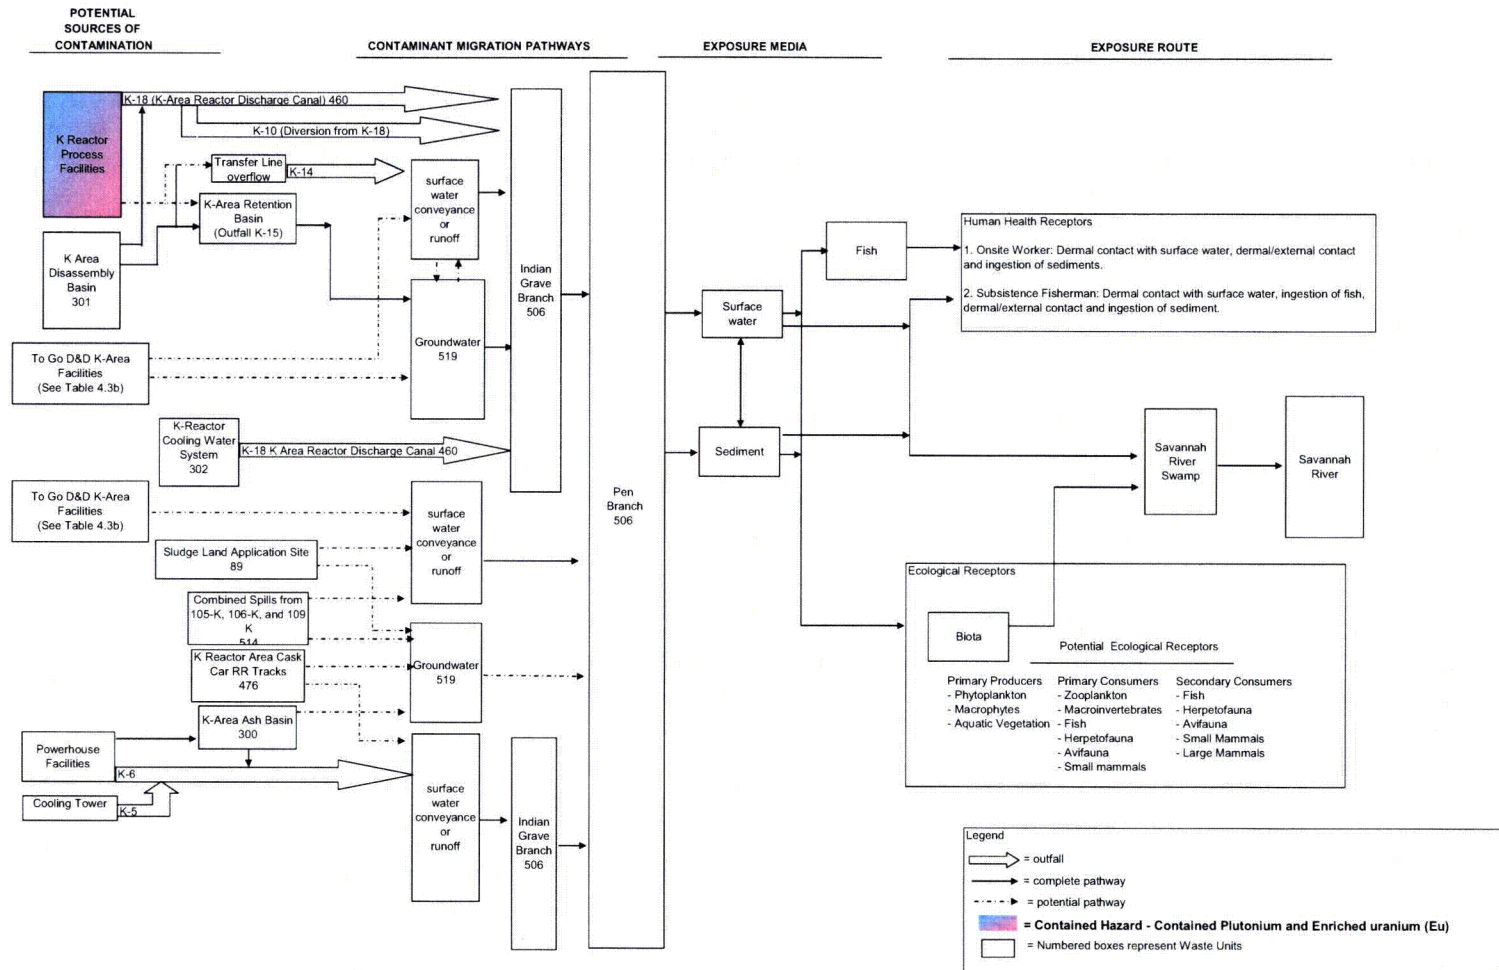 POTENTIAL
SOURCES OF
CONTAMINATION
CONTAMINANT MIGRATION PATHWAYS
EXPOSURE MEDIA
EXPOSURE ROUTE
K Reactor
Process
Facilities
K-18 (K-Area Reactor Discharge Canal) 460
K-10 (Diversion from K-18)
Transfer Line
overflow
K-14
K-Area Retention
Basin
(Outfall K-15)
K Area
Disassembly
Basin
301
To Go D&D K-Area
Facilities
(See Table 4.3b)
surface
water
conveyance
or
runoff
Groundwater
519
Indian
Grave
Branch
506
K-Reactor
Cooling Water
System
302
K-18 K Area Reactor Discharge Canal 460
To Go D&D K-Area
Facilities
(See Table 4.3b)
Sludge Land Application Site
89
Combined Spills from
105-K, 106-K, and 109
K
514
K Reactor Area Cask
Car RR Tracks
476
K-Area Ash Basin
300
Powerhouse
Facilities
K-6
Cooling Tower
K-5
surface
water
conveyance
or
runoff
Groundwater
519
surface
water
conveyance
or
runoff
Indian
Grave
Branch
506
Pen
Branch
506
Surface
water
Sediment
Fish
Human Health Receptors
1. Onsite Worker: Dermal contact with surface water, dermal/external contact
and ingestion of sediments.
2. Subsistence Fisherman: Dermal contact with surface water, ingestion of fish,
dermal/external contact and ingestion of sediment.
Savannah
River
Swamp
Savannah
River
Ecological Receptors
Biota
Potential Ecological Receptors
Primary Producers
- Phytoplankton
- Macrophytes
- Aquatic Vegetation
Primary Consumers
- Zooplankton
- Macroinvertebrates
- Fish
- Herpetofauna
- Avifauna
- Small mammals
Secondary Consumers
- Fish
- Herpetofauna
- Avifauna
- Small Mammals
- Large Mammals
Legend
= outfall
= complete pathway
= potential pathway
= Contained Hazard - Contained Plutonium and Enriched uranium (Eu)
= Numbered boxes represent Waste Units